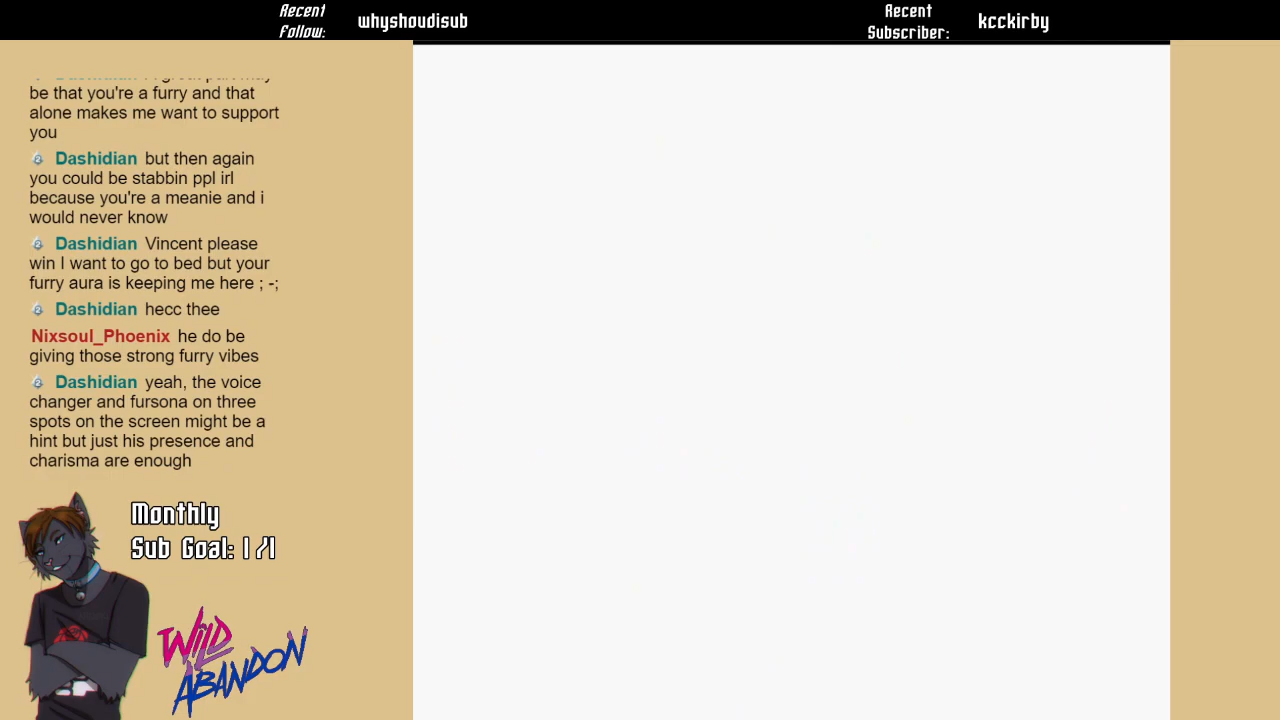 Recent
Follow:
whyshoudisub
Recent
Subscriber:
kcckirby
be that you're a furry and that
alone makes me want to support
you
Dashidian but then again
you could be stabbin ppl irl
because you're a meanie and i
would never know
Dashidian Vincent please
win I want to go to bed but your
furry aura is keeping me here ; -;
Dashidian hecc thee
Nixsoul_Phoenix he do be
giving those strong furry vibes
Dashidian yeah, the voice
changer and fursona on three
spots on the screen might be a
hint but just his presence and
charisma are enough
Monthly
Sub Goal: 1 /1
WILD
ABANDON